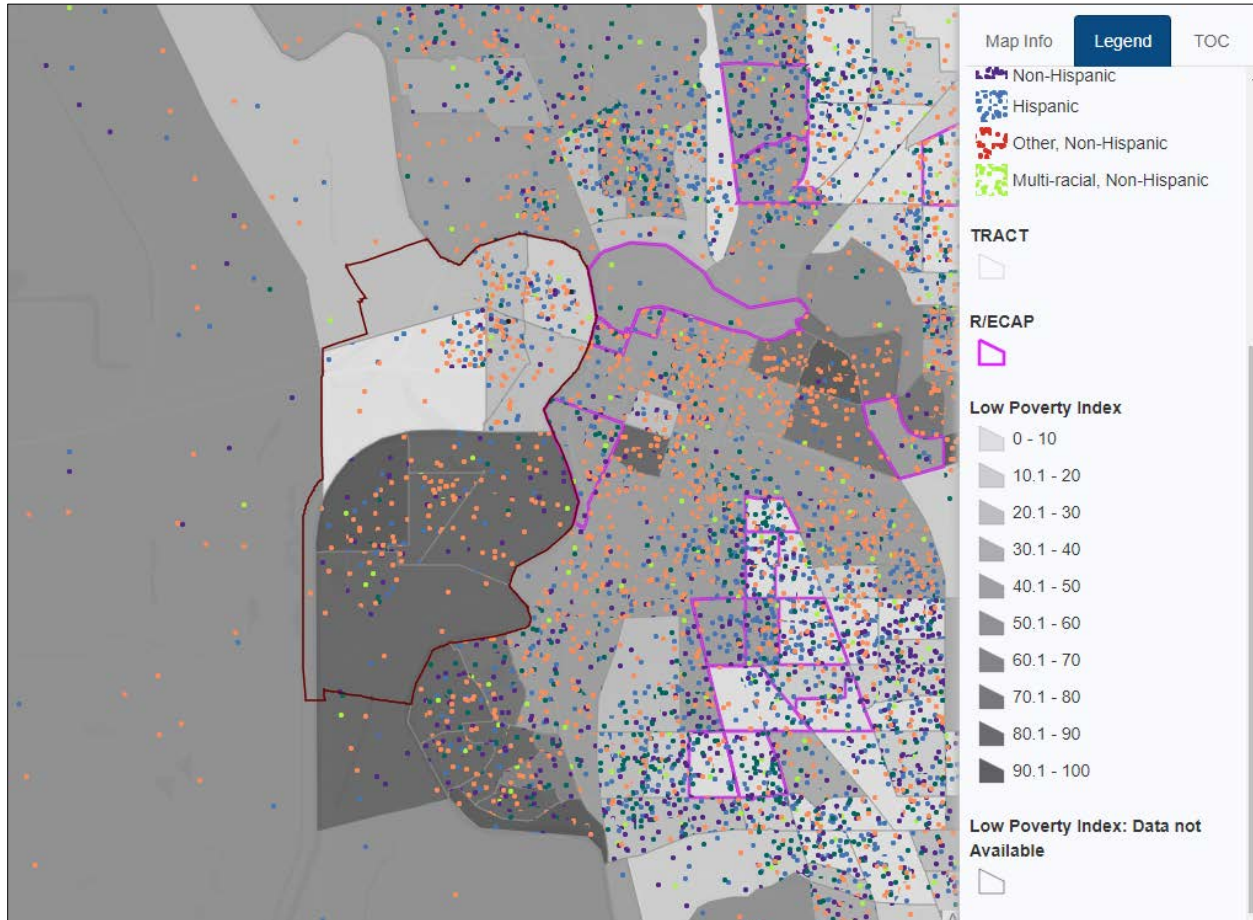 Map Info Legend TOC
Non-Hispanic
Hispanic
Other, Non-Hispanic
Multi-racial, Non-Hispanic
TRACT
R/ECAP
Low Poverty Index
0 - 10
10.1 - 20
20.1 - 30
30.1 - 40
40.1 - 50
50.1 - 60
60.1 - 70
70.1 - 80
80.1 - 90
90.1 - 100
Low Poverty Index: Data not
Available